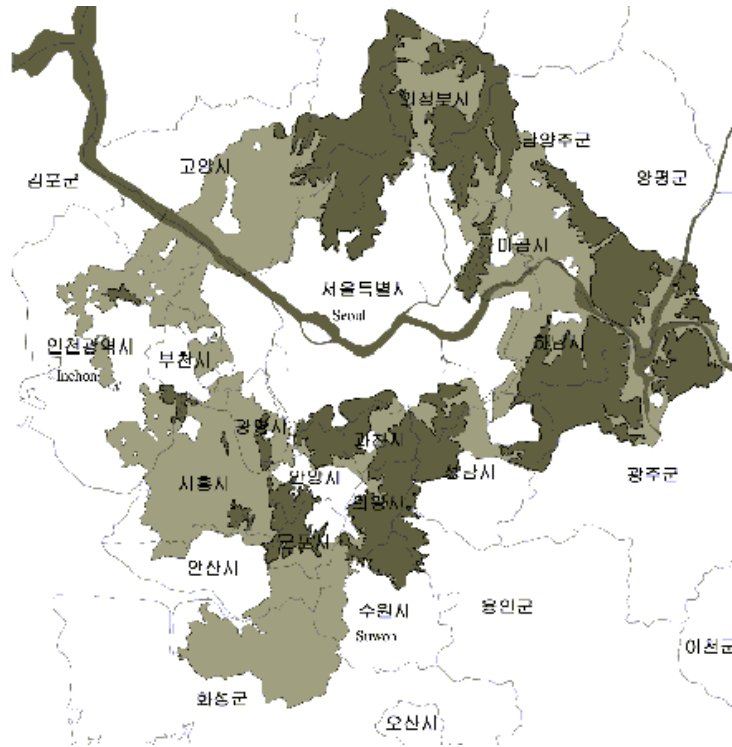 의정부시
남양주군
고양시
김포군
양평군
미금시
서울특별시
Seoul
하남시
인천광역시
부천시
Inchon
광명시
과천시
안양시
성남시
광주군
시흥시
의왕시
군포시
안산시
수원시
용인군
Suwon
이천군
화성군
오산시